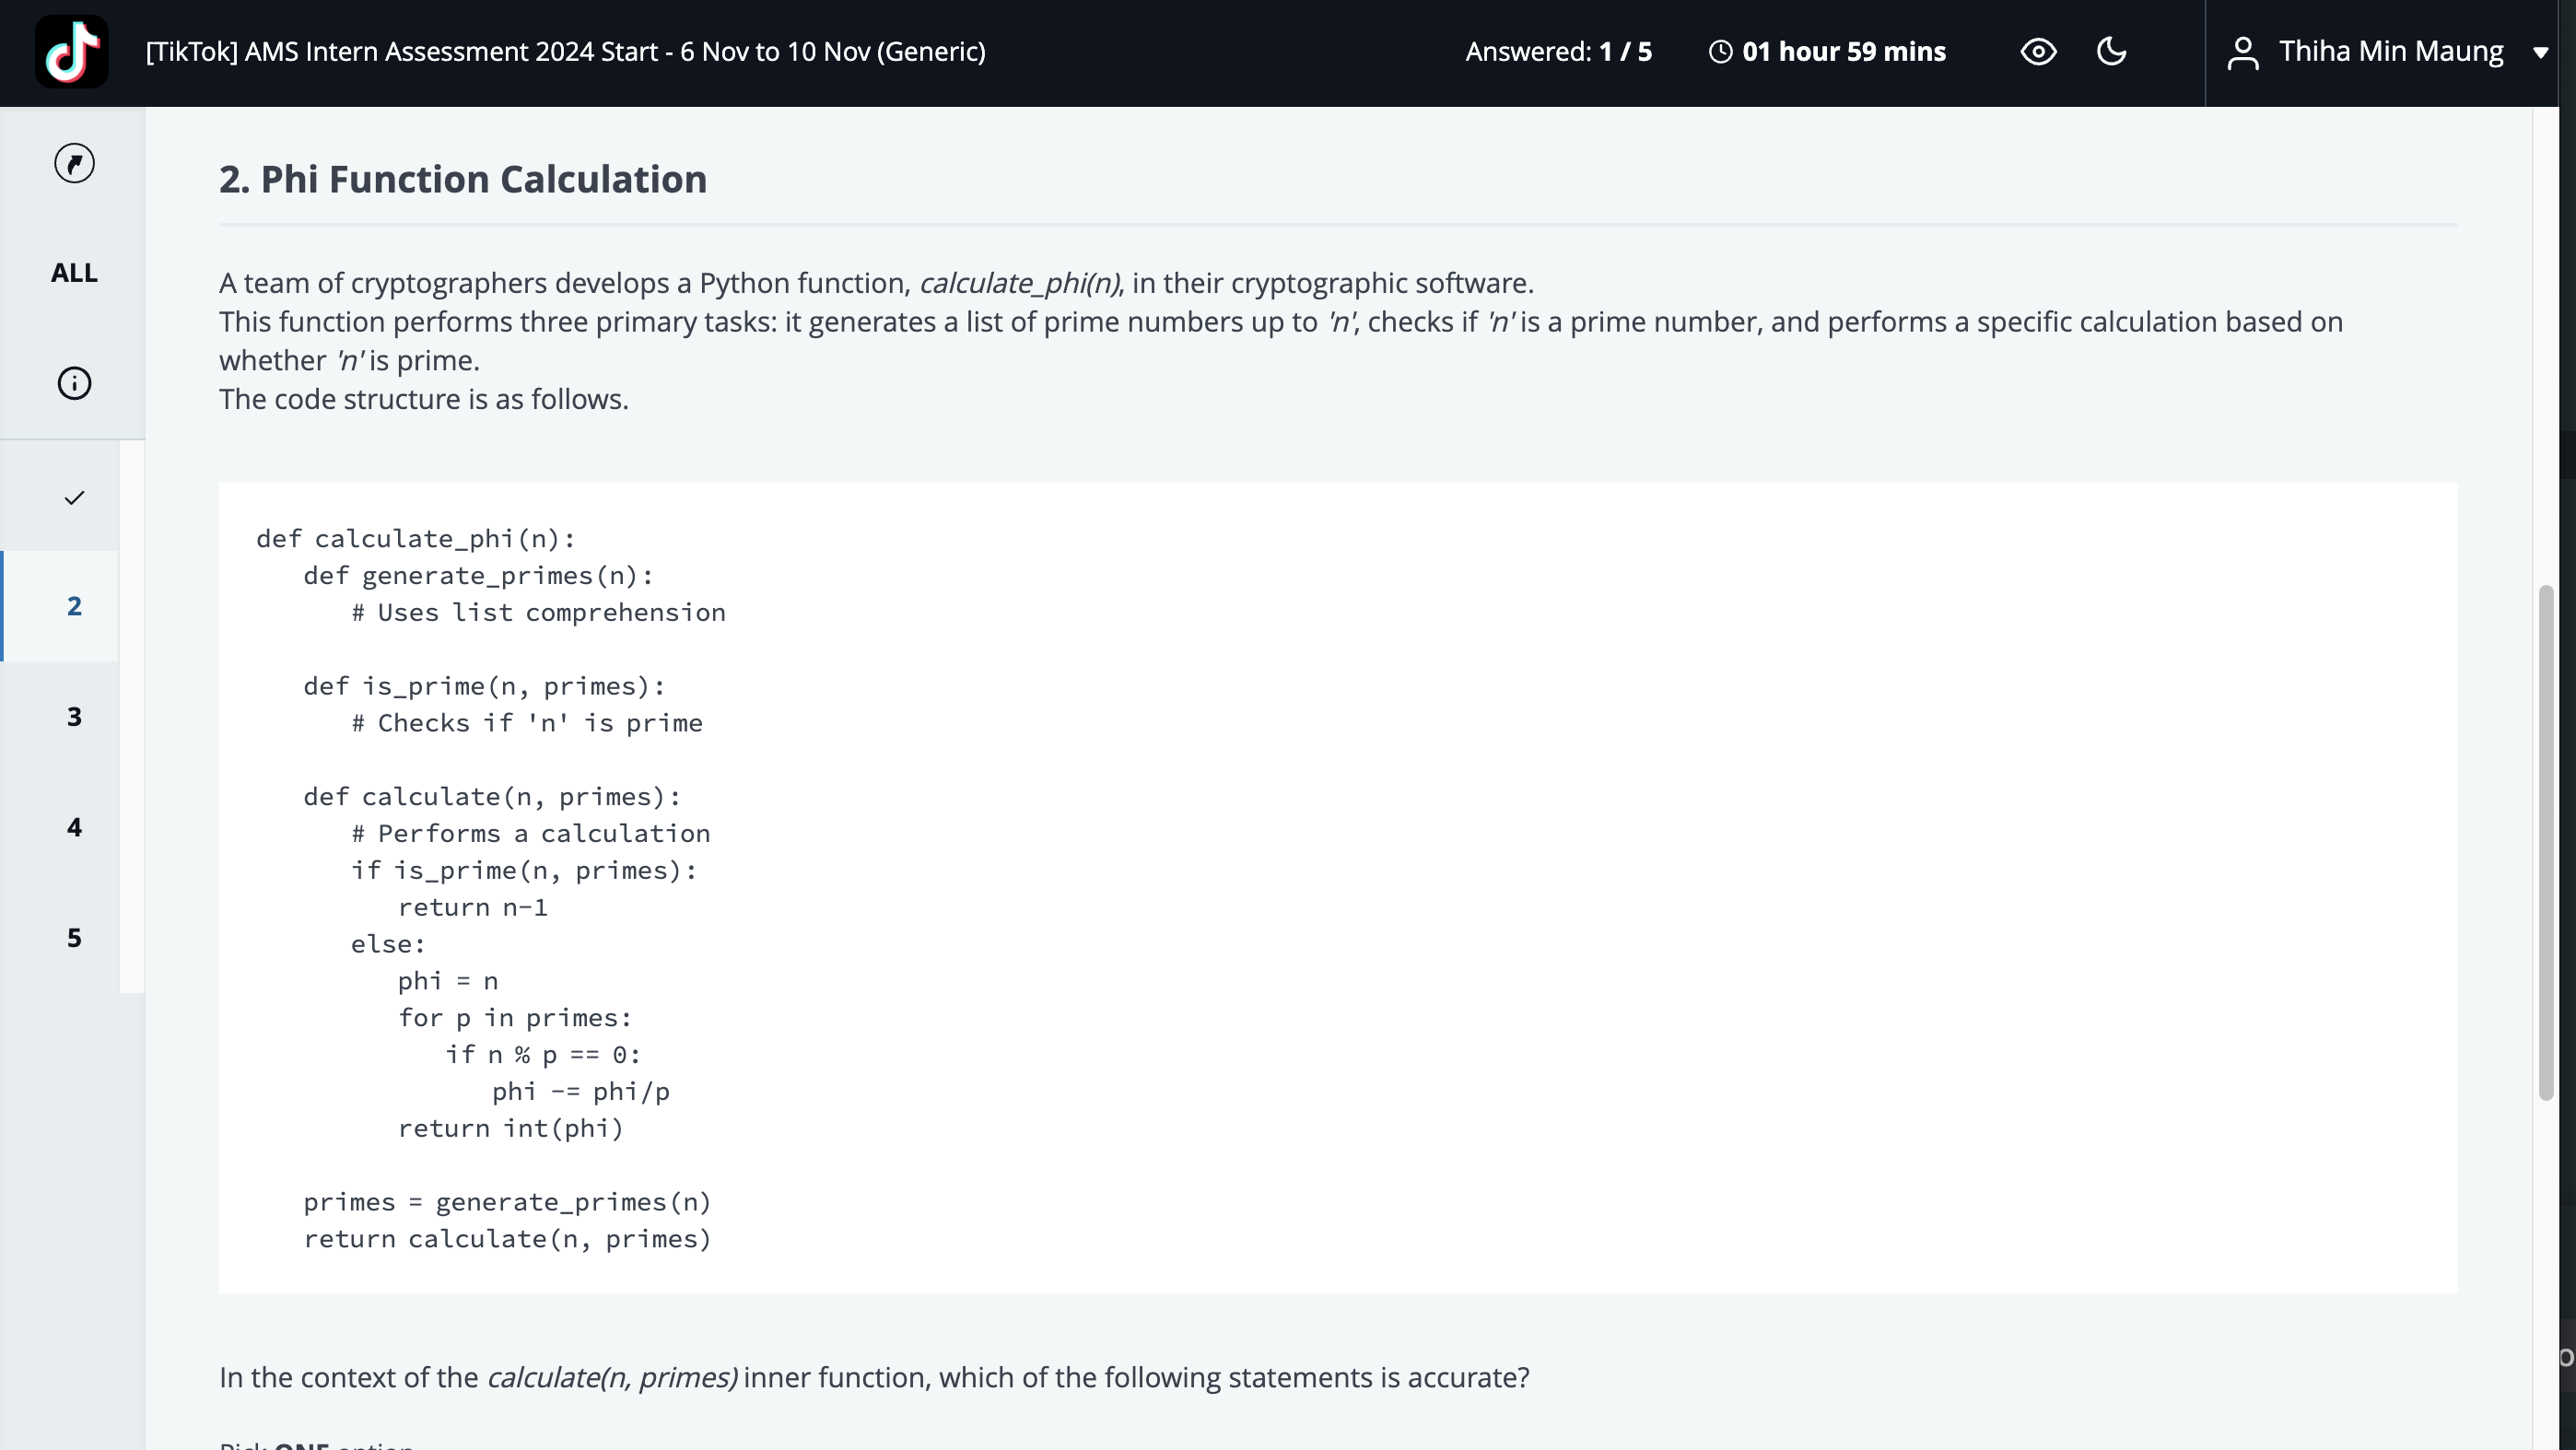 [TikTok] AMS Intern Assessment 2024 Start - 6 Nov to 10 Nov (Generic)
Answered: 1 / 5
01 hour 59 mins
Thiha Min Maung
ALL
2
3
4
5
2. Phi Function Calculation
A team of cryptographers develops a Python function, calculate_phi(n), in their cryptographic software.
This function performs three primary tasks: it generates a list of prime numbers up to 'n', checks if 'n' is a prime number, and performs a specific calculation based on
whether 'n' is prime.
The code structure is as follows.
def calculate_phi(n):
    def generate_primes(n):
        # Uses list comprehension
    def is_prime(n, primes):
        # Checks if 'n' is prime
    def calculate(n, primes):
        # Performs a calculation
        if is_prime(n, primes):
            return n-1
        else:
            phi = n
            for p in primes:
                if n % p == 0:
                    phi -= phi/p
            return int(phi)
    primes = generate_primes(n)
    return calculate(n, primes)
In the context of the calculate(n, primes) inner function, which of the following statements is accurate?
Pick ONE option